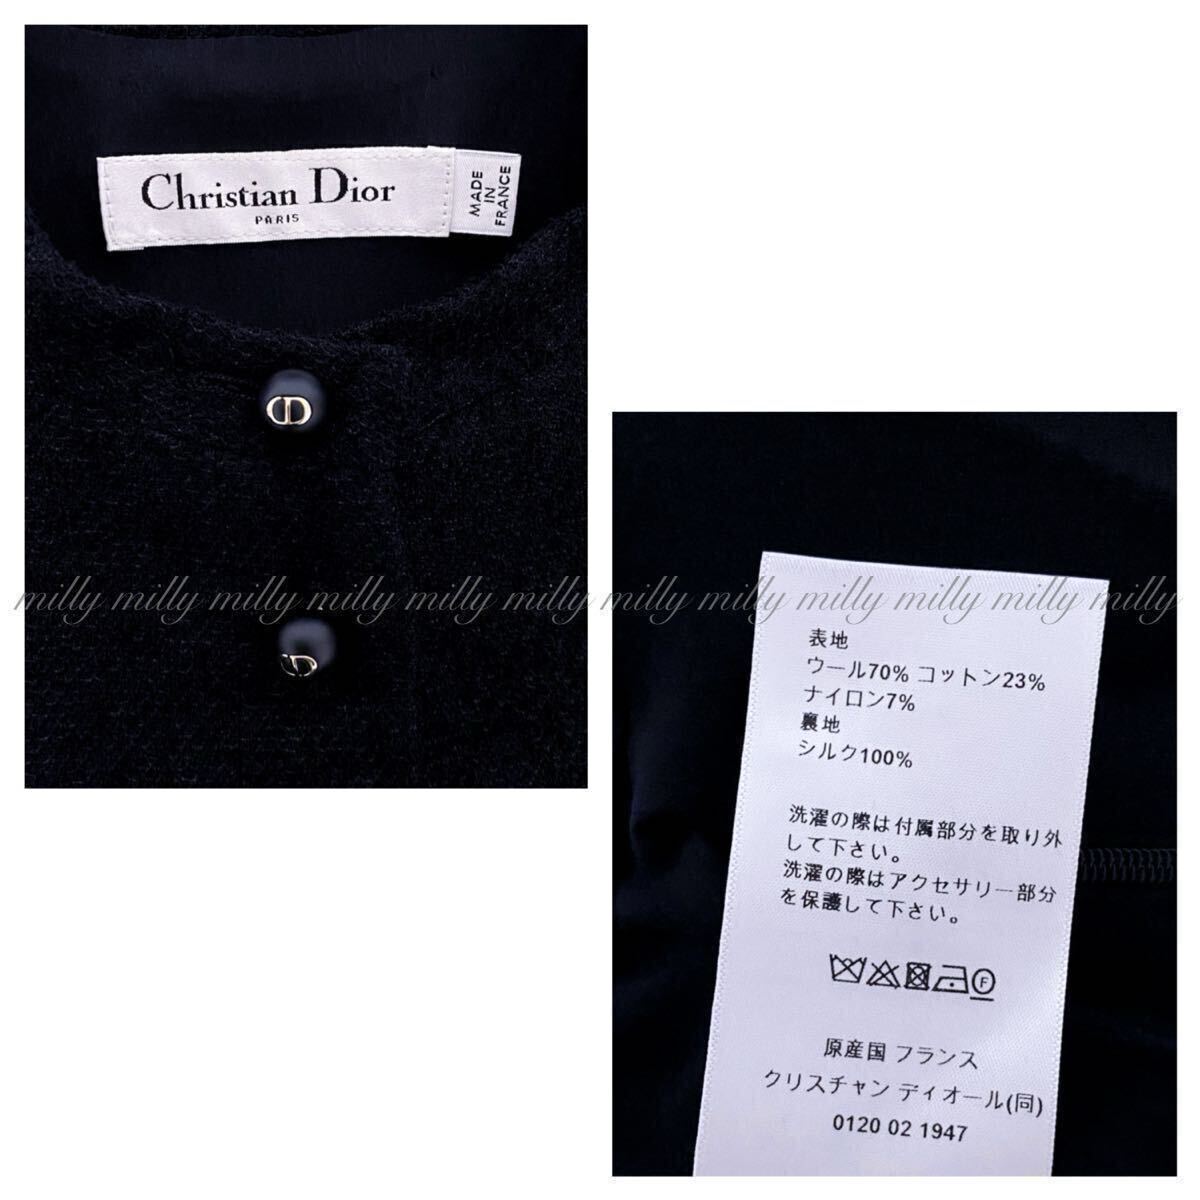 Christian Dior
PARIS
MADE
IN
FRANCE
CD
CD
milly milly milly milly milly milly milly milly milly milly milly milly
表地
ウール70% コットン23%
ナイロン7%
裏地
シルク100%
洗濯の際は付属部分を取り外
して下さい。
洗濯の際はアクセサリー部分
を保護して下さい。
F
原産国 フランス
クリスチャン ディオール(同)
0120 02 1947